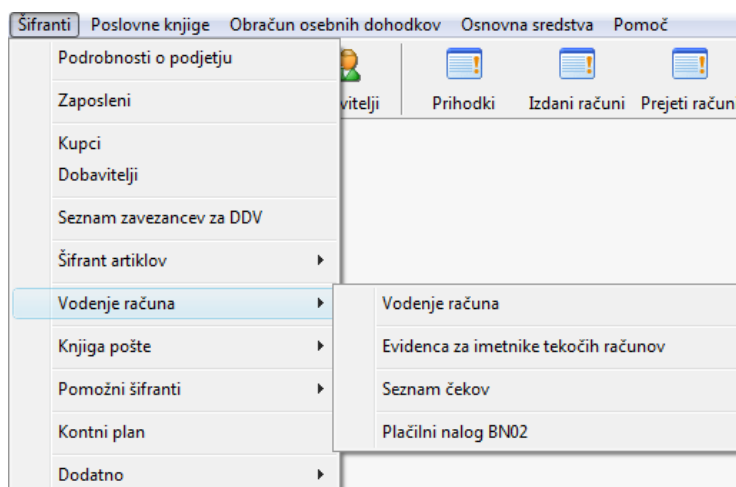 Šifranti Poslovne knjige Obračun osebnih dohodkov Osnovna sredstva Pomoč
Podrobnosti o podjetju
Zaposleni
Prihodki Izdani računi Prejeti računi
Kupci
Dobavitelji
Seznam zavezancev za DDV
Šifrant artiklov
Vodenje računa
Vodenje računa
Knjiga pošte
Evidenca za imetnike tekočih računov
Pomožni šifranti
Seznam čekov
Kontni plan
Plačilni nalog BN02
Dodatno